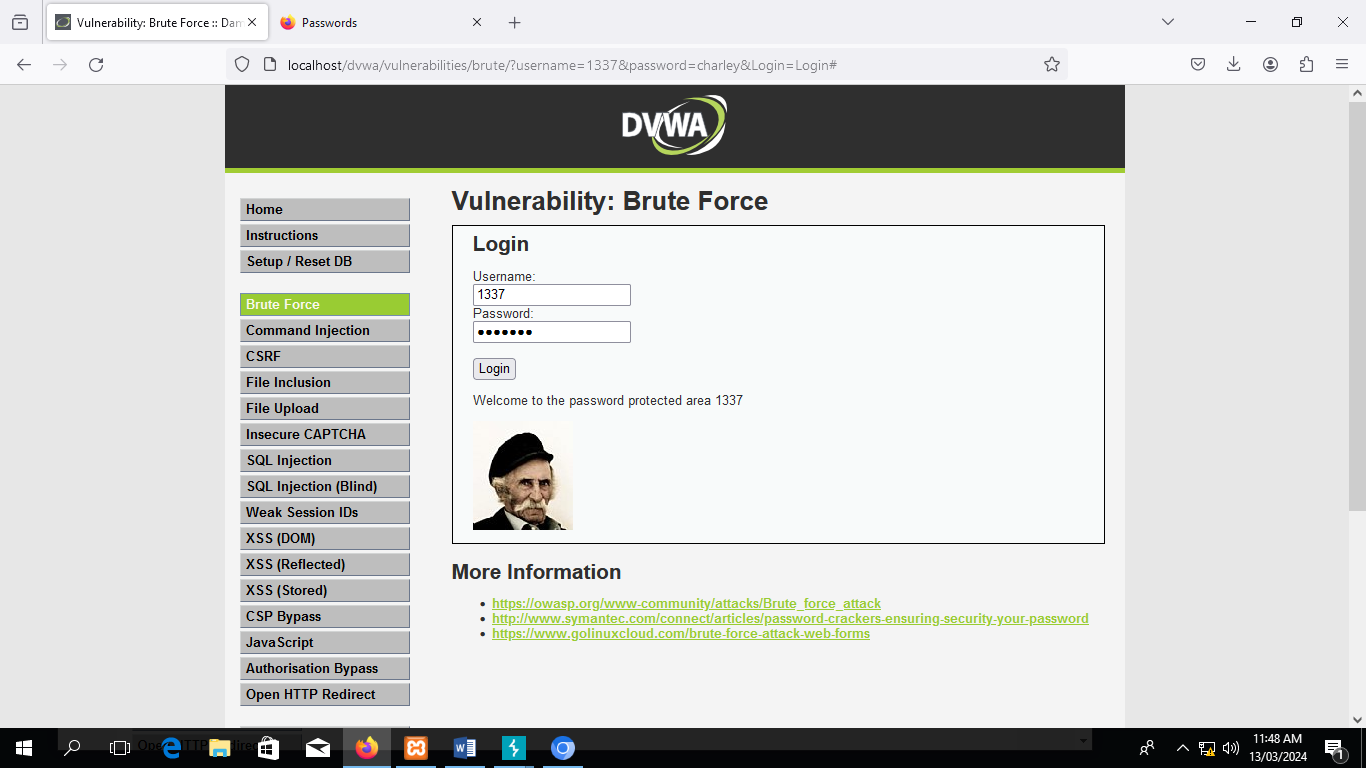 Vulnerability: Brute Force :: Dam
Passwords
localhost/dvwa/vulnerabilities/brute/?username=1337&password=charley&Login=Login#
DVWA
Home
Instructions
Setup / Reset DB
Brute Force
Command Injection
CSRF
File Inclusion
File Upload
Insecure CAPTCHA
SQL Injection
SQL Injection (Blind)
Weak Session IDs
XSS (DOM)
XSS (Reflected)
XSS (Stored)
CSP Bypass
JavaScript
Authorisation Bypass
Open HTTP Redirect
Vulnerability: Brute Force
Login
Username:
1337
Password:
●●●●●●●
Login
Welcome to the password protected area 1337
More Information
https://owasp.org/www-community/attacks/Brute_force_attack
http://www.symantec.com/connect/articles/password-crackers-ensuring-security-your-password
https://www.golinuxcloud.com/brute-force-attack-web-forms
Open HTTP Redirect
11:48 AM
13/03/2024
1